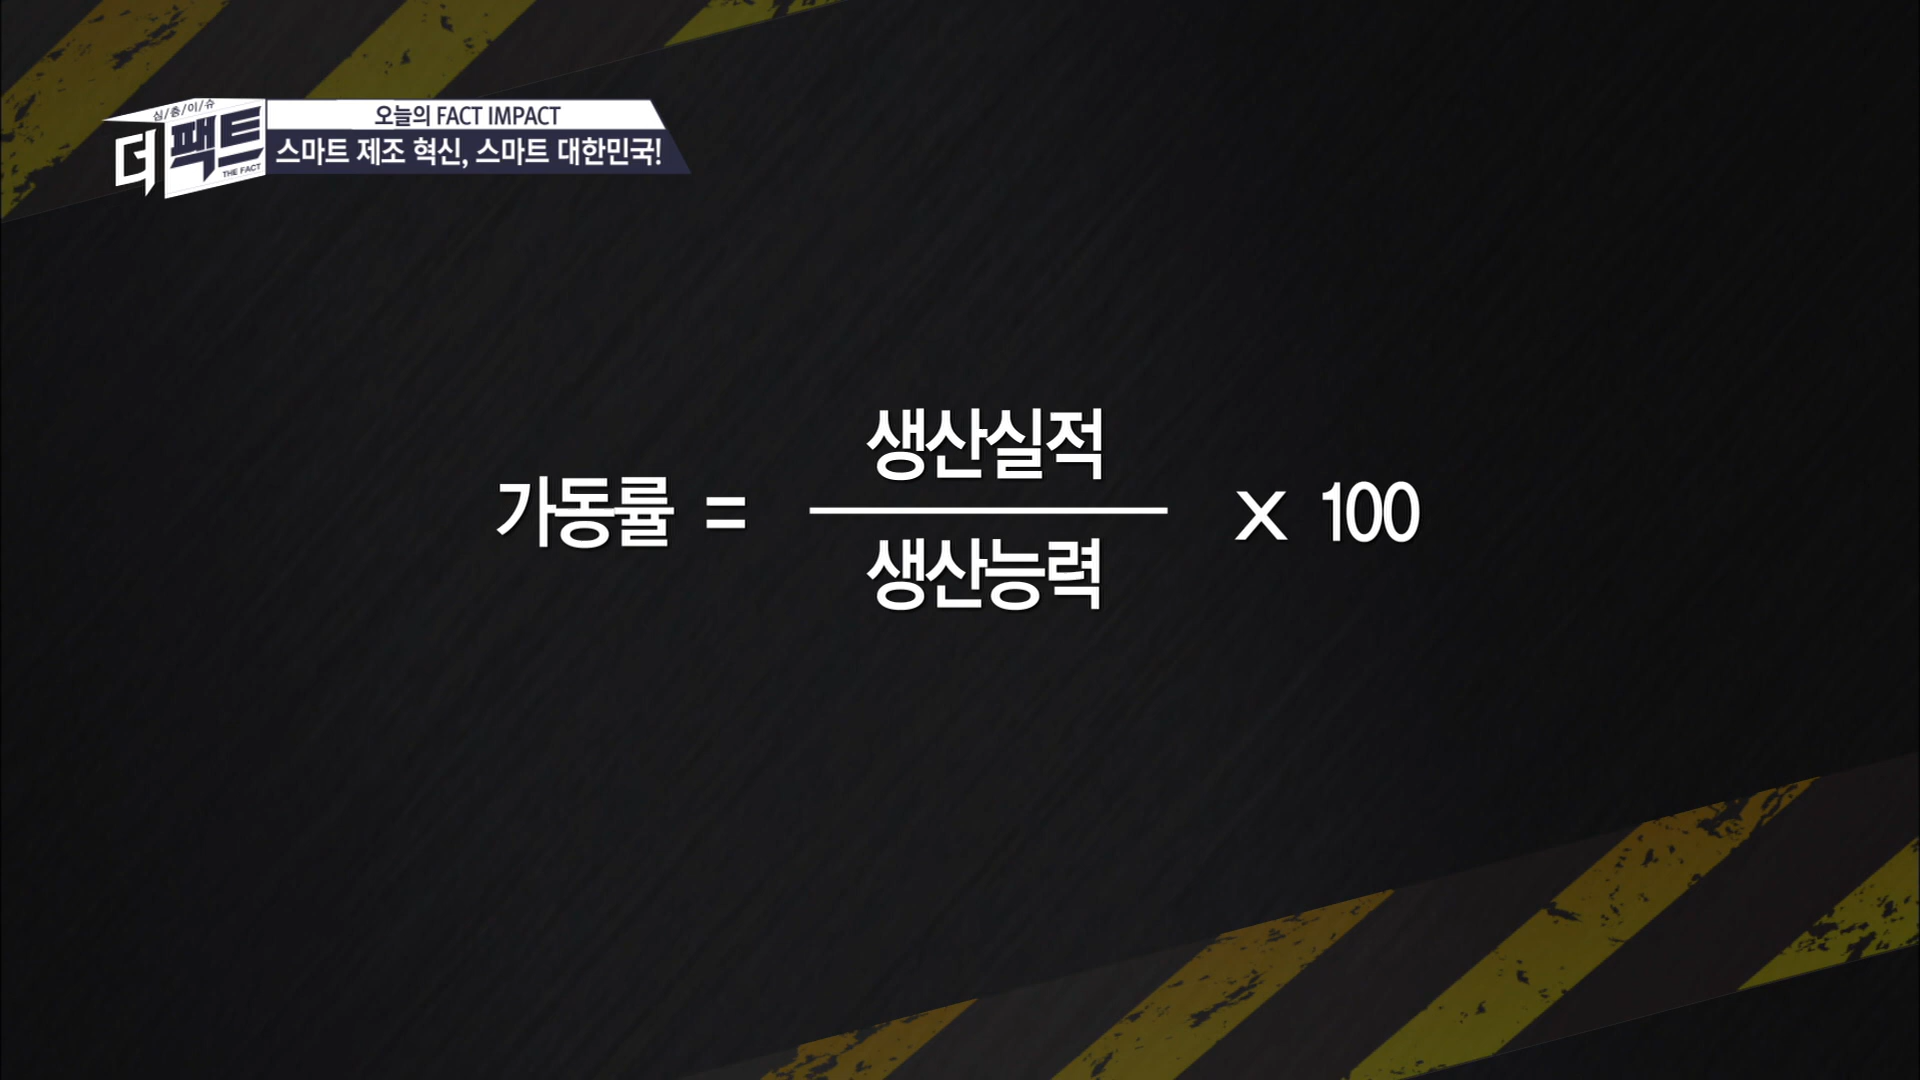 심/층/이/슈
더팩트
THE FACT
오늘의 FACT IMPACT
스마트 제조 혁신, 스마트 대한민국!
생산실적
가동률 = x 100
생산능력